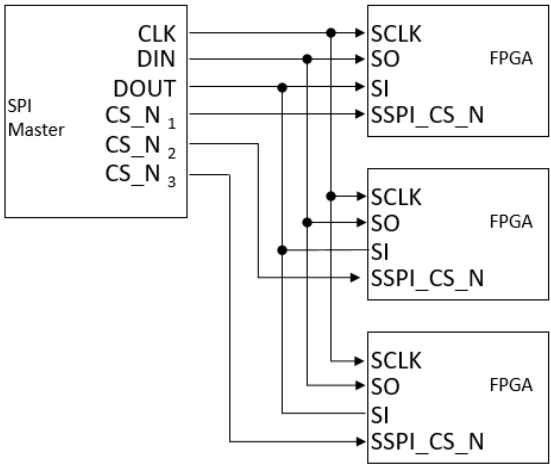 SPI
Master
CLK
DIN
DOUT
CS_N 1
CS_N 2
CS_N 3
SCLK
SO
SI
SSPI_CS_N
FPGA
SCLK
SO
SI
SSPI_CS_N
FPGA
SCLK
SO
SI
SSPI_CS_N
FPGA